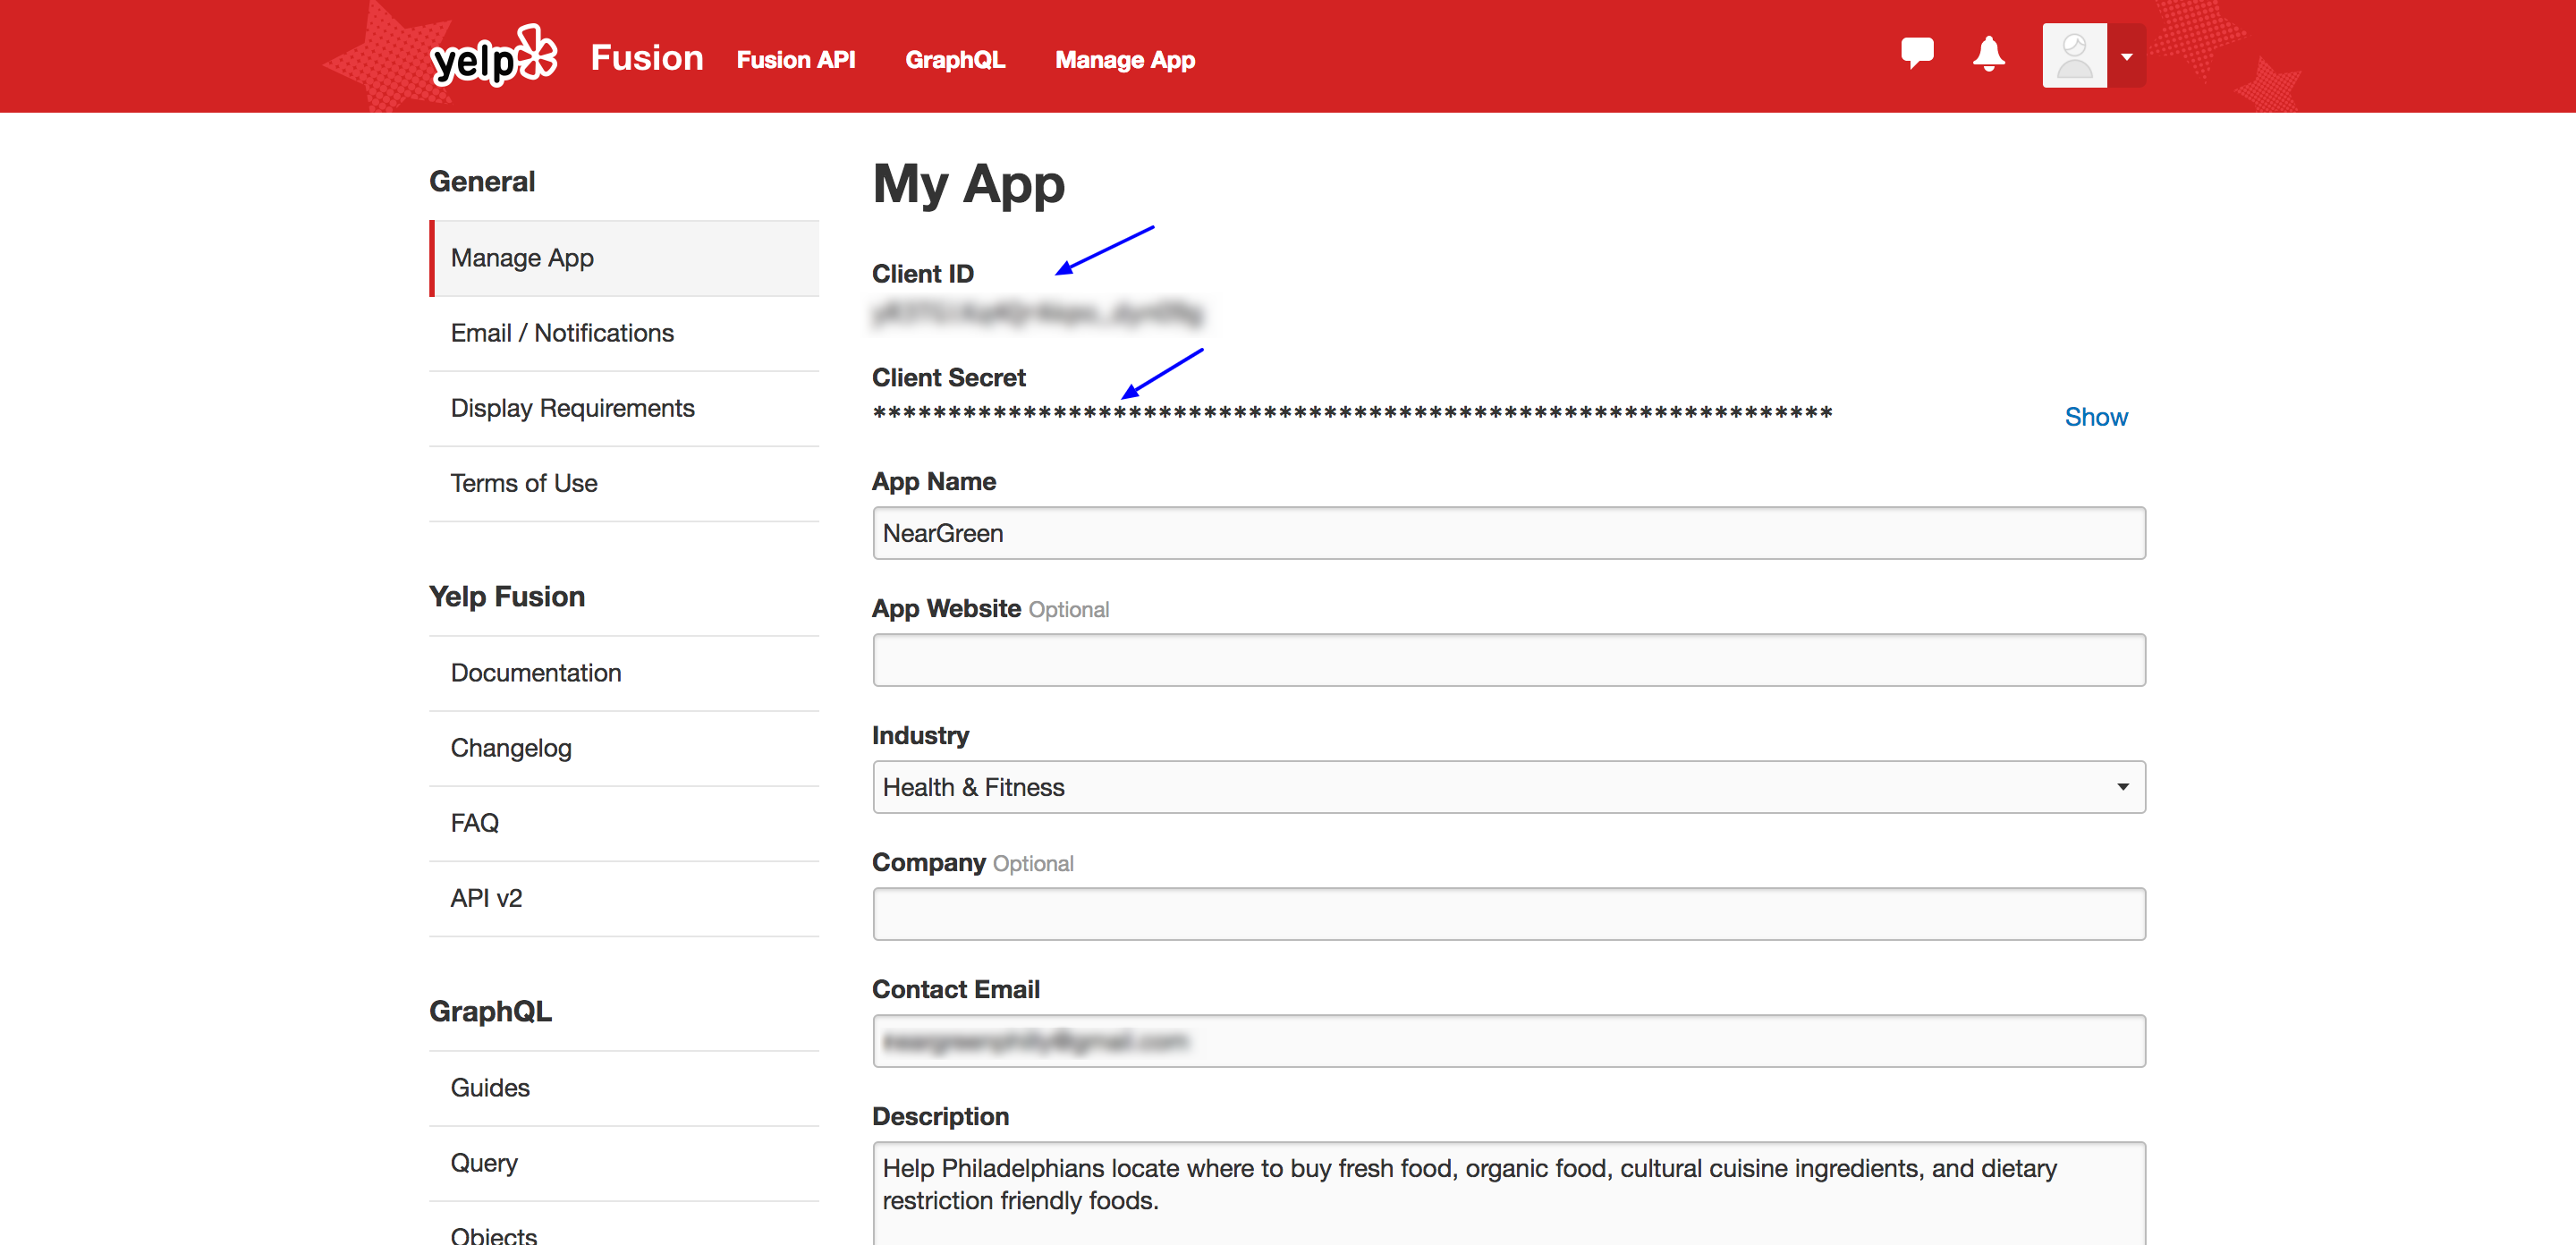 yelp Fusion Fusion API GraphQL Manage App
General
Manage App
Email / Notifications
Display Requirements
Terms of Use
Yelp Fusion
Documentation
Changelog
FAQ
API v2
GraphQL
Guides
Query
Objects
My App
Client ID
Client Secret
****************************************************************
Show
App Name
NearGreen
App Website Optional
Industry
Health & Fitness
Company Optional
Contact Email
Description
Help Philadelphians locate where to buy fresh food, organic food, cultural cuisine ingredients, and dietary
restriction friendly foods.